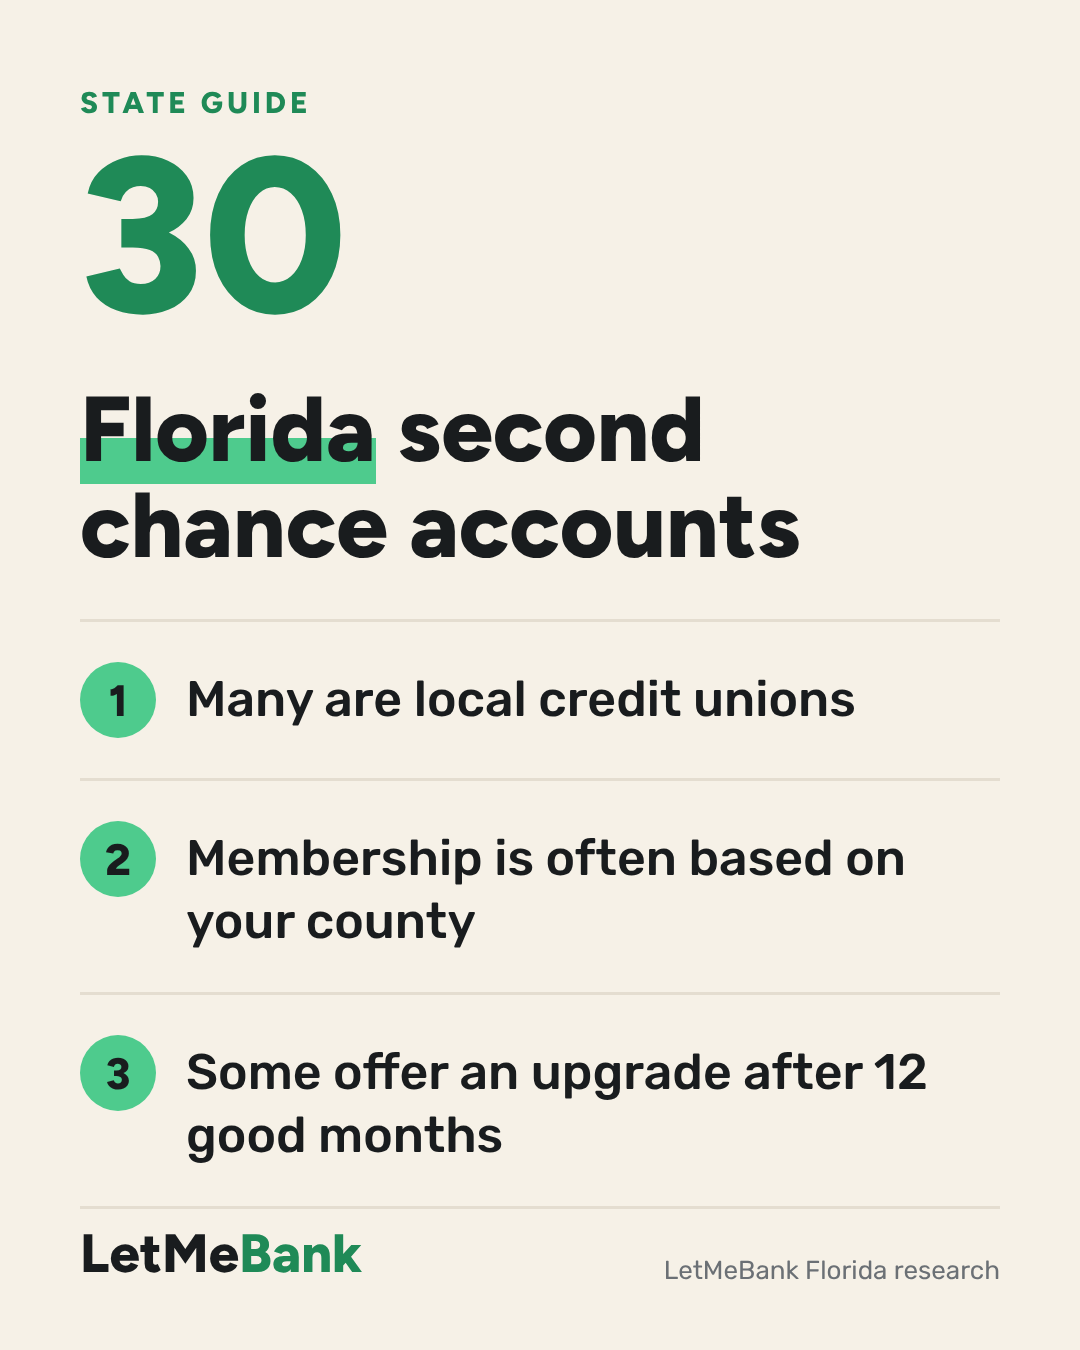 STATE GUIDE
30
Florida second
chance accounts
1 Many are local credit unions
2 Membership is often based on
your county
3 Some offer an upgrade after 12
good months
LetMeBank
LetMeBank Florida research